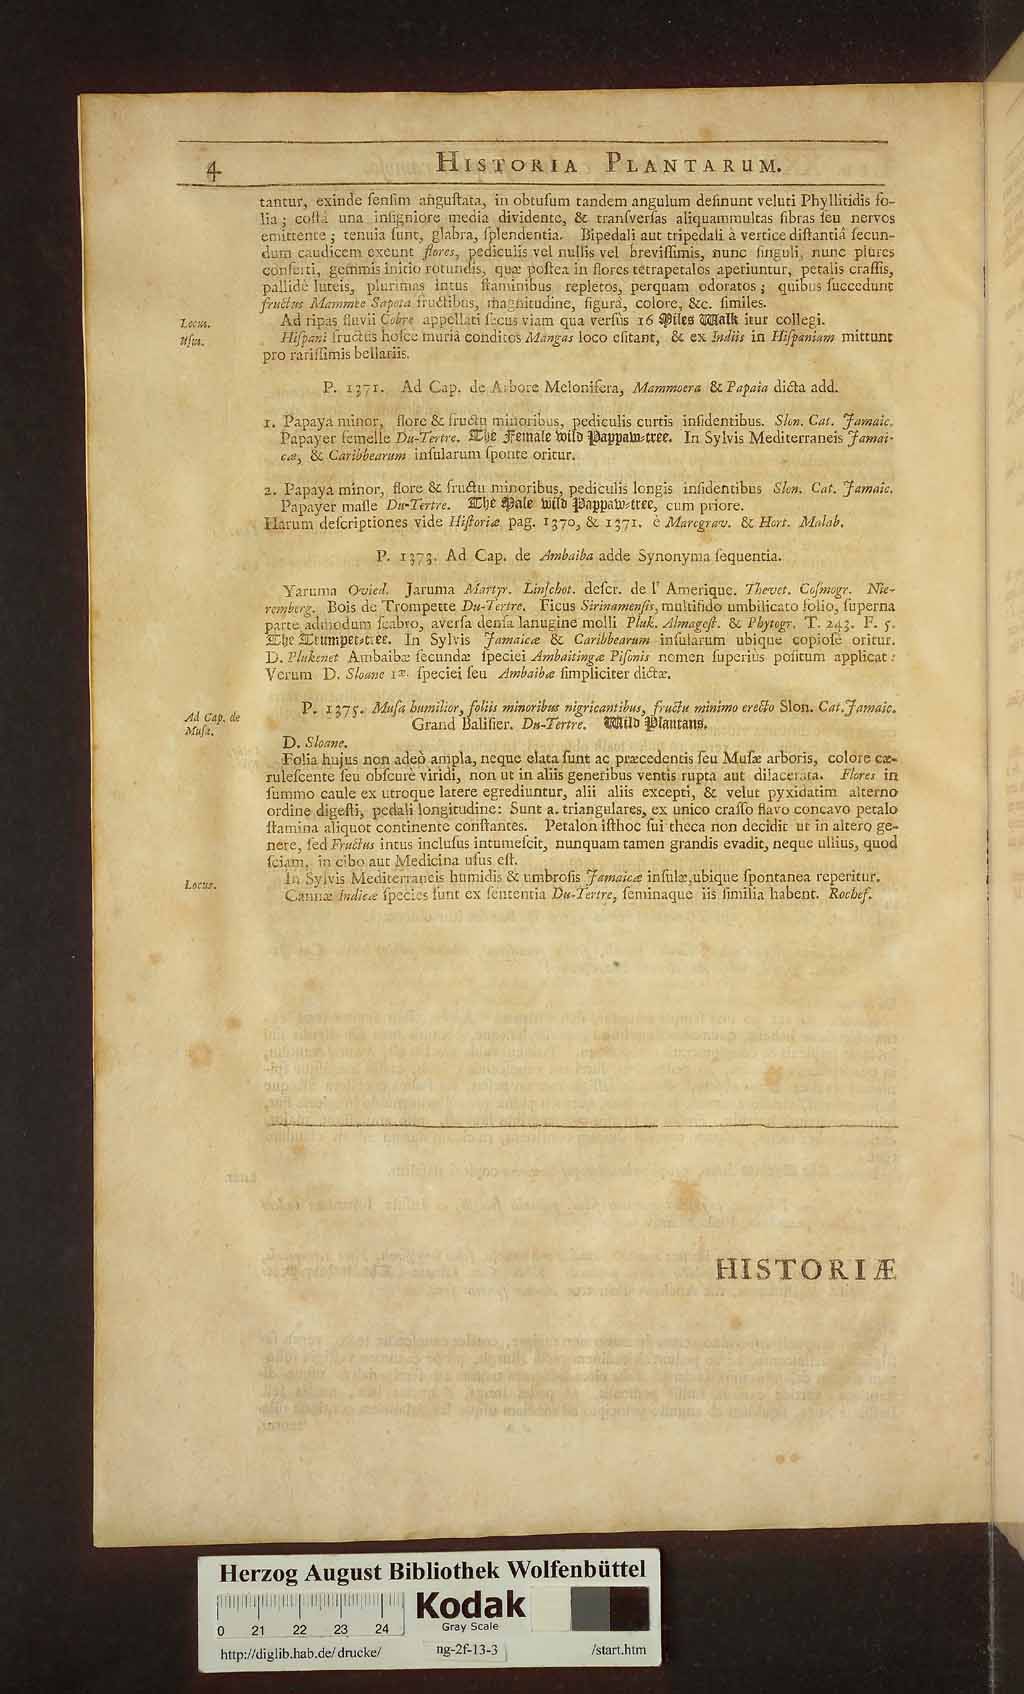 4 HISTORIA PLANTARUM.
tantur, exinde ſenſim anguſtata, in obtuſum tandem angulum deſinunt veluti Phyllitidis fo-
lia; coſtâ una inſigniore media dividente, & tranſverſas aliquammultas fibras ſeu nervos
emittente; tenuia ſunt, glabra, ſplendentia. Bipedali aut tripedali à vertice diſtantiâ ſecun-
dum caudicem exeunt flores, pediculis vel nullis vel breviſſimis, nunc ſinguli, nunc plures
conferti, gemmis initio rotundis, quæ poſtea in flores tetrapetalos aperiuntur, petalis craſſis,
pallidè luteis, plurimas intus ſtaminibus repletos, perquam odoratos; quibus ſuccedunt
fructus Mammee Sapota fructibus, magnitudine, figurâ, colore, &c. ſimiles.
Locus. Ad ripas fluvii Cobre appellati ſecus viam qua verſùs 16 Miles Walk itur collegi.
Uſus. Hiſpani fructus hoſce muriâ conditos Mangas loco eſitant, & ex Indiis in Hiſpaniam mittunt
pro rariſſimis bellariis.
P. 1371. Ad Cap. de Arbore Melonifera, Mammoera & Papaia dicta add.
1. Papaya minor, flore & fructu minoribus, pediculis curtis inſidentibus. Slon. Cat. Jamaic.
Papayer femelle Du-Tertre. The Female wild Pappaw-tree. In Sylvis Mediterraneis Jamai-
cæ, & Caribbearum inſularum ſponte oritur.
2. Papaya minor, flore & fructu minoribus, pediculis longis inſidentibus Slon. Cat. Jamaic.
Papayer maſle Du-Tertre. The Male wild Pappaw-tree, cum priore.
Harum deſcriptiones vide Hiſtoriæ pag. 1370, & 1371. è Marcgrav. & Hort. Malab.
P. 1373. Ad Cap. de Ambaiba adde Synonyma ſequentia.
Yaruma Ovied. Jaruma Martyr. Linſchot. deſcr. de l' Amerique. Thevet. Coſmogr. Nie-
remberg. Bois de Trompette Du-Tertre. Ficus Sirinamenſis, multifido umbilicato folio, ſuperna
parte admodum ſcabro, averſa denſa lanugine molli Pluk. Almageſt. & Phytogr. T. 243. F. 5.
The Trumpet-tree. In Sylvis Jamaicæ & Caribbearum inſularum ubique copioſè oritur.
D. Plukenet Ambaibæ ſecundæ ſpeciei Ambaitingæ Piſonis nomen ſuperiùs poſitum applicat:
Verum D. Sloane 1æ. ſpeciei ſeu Ambaibæ ſimpliciter dictæ.
Ad Cap. de
Muſa.
P. 1375. Muſa humilior, foliis minoribus nigricantibus, fructu minimo erecto Slon. Cat. Jamaic.
Grand Baliſier. Du-Tertre. Wild Plantans.
D. Sloane.
Folia hujus non adeò ampla, neque elata ſunt ac præcedentis ſeu Muſæ arboris, colore cæ-
ruleſcente ſeu obſcurè viridi, non ut in aliis generibus ventis rupta aut dilacerata. Flores in
ſummo caule ex utroque latere egrediuntur, alii aliis excepti, & velut pyxidatim alterno
ordine digeſti, pedali longitudine: Sunt a. triangulares, ex unico craſſo flavo concavo petalo
ſtamina aliquot continente conſtantes. Petalon iſthoc ſui theca non decidit ut in altero ge-
nere, ſed Fructus intus incluſus intumeſcit, nunquam tamen grandis evadit, neque ullius, quod
ſciam, in cibo aut Medicina uſus eſt.
Locus. In Sylvis Mediterraneis humidis & umbroſis Jamaicæ inſulæ, ubique ſpontanea reperitur.
Cannæ Indicæ ſpecies ſunt ex ſententia Du-Tertre, ſeminaque iis ſimilia habent. Rochef.
HISTORIÆ
Herzog August Bibliothek Wolfenbüttel
0 21 22 23 24
Kodak
Gray Scale
http://diglib.hab.de/drucke/ ng-2f-13-3 /start.htm